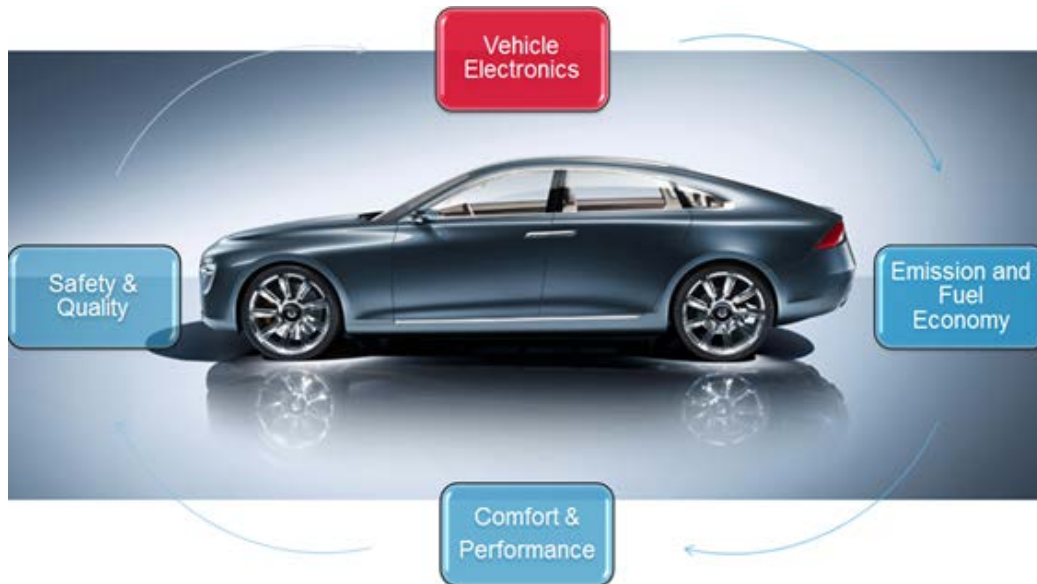 Vehicle
Electronics
Safety &
Quality
Emission and
Fuel
Economy
Comfort &
Performance